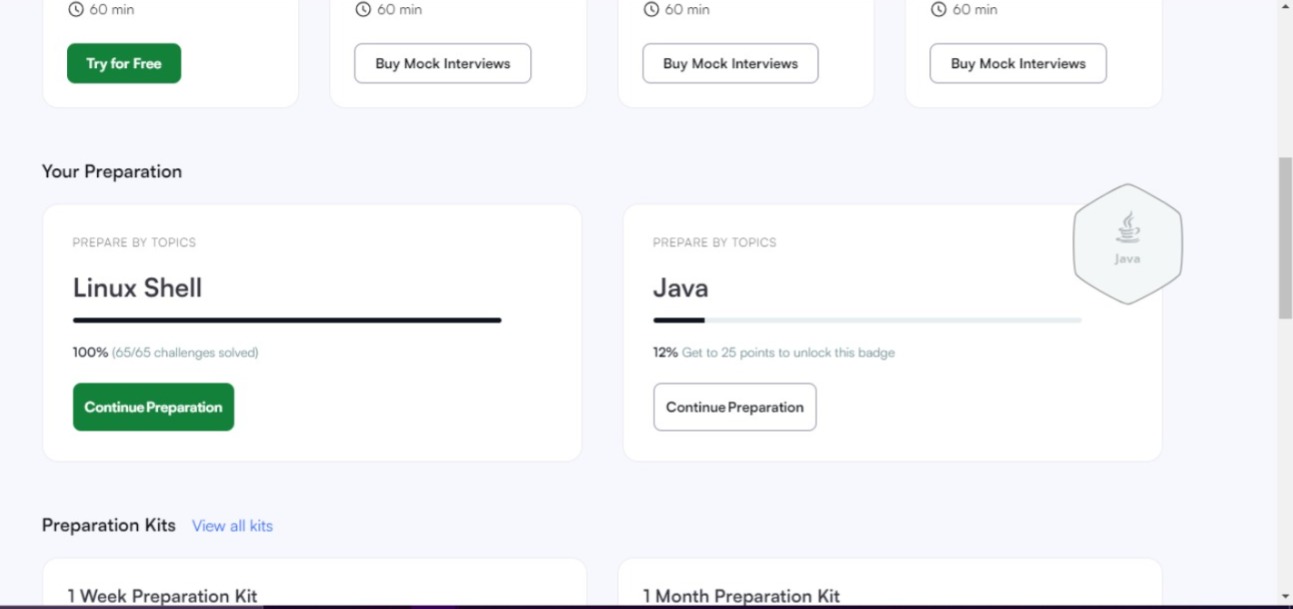 60 min
60 min
60 min
60 min
Try for Free
Buy Mock Interviews
Buy Mock Interviews
Buy Mock Interviews
Your Preparation
PREPARE BY TOPICS
Linux Shell
100% (65/65 challenges solved)
Continue Preparation
PREPARE BY TOPICS
Java
Java
12% Get to 25 points to unlock this badge
Continue Preparation
Preparation Kits View all kits
1 Week Preparation Kit
1 Month Preparation Kit